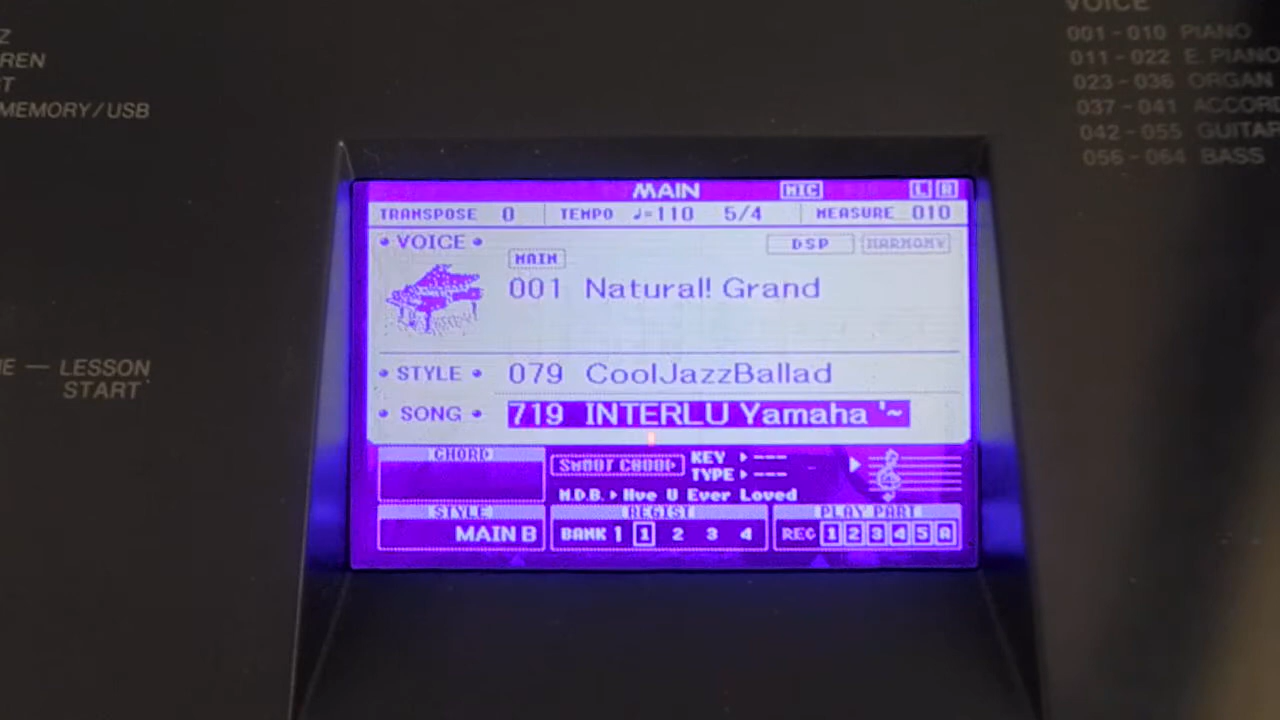 Z
REN
T
MEMORY/USB
E — LESSON
START
VOICE
001-010 PIANO
011-022 E.PIANO
023-036 ORGAN
037-041 ACCORD
042-055 GUITAR
056-064 BASS
MAIN MIC L R
TRANSPOSE 0 TEMPO ♩=110 5/4 MEASURE 010
• VOICE • DSP HARMONY
MAIN
001 Natural! Grand
• STYLE • 079 CoolJazzBallad
• SONG • 719 INTERLU Yamaha '~
CHORD KEY ▶ ---
TYPE ▶ ---
M.D.B. ▶ Hve U Ever Loved
STYLE REGIST PLAY PART
MAIN B BANK 1 1 2 3 4 REC 1 2 3 4 5 A